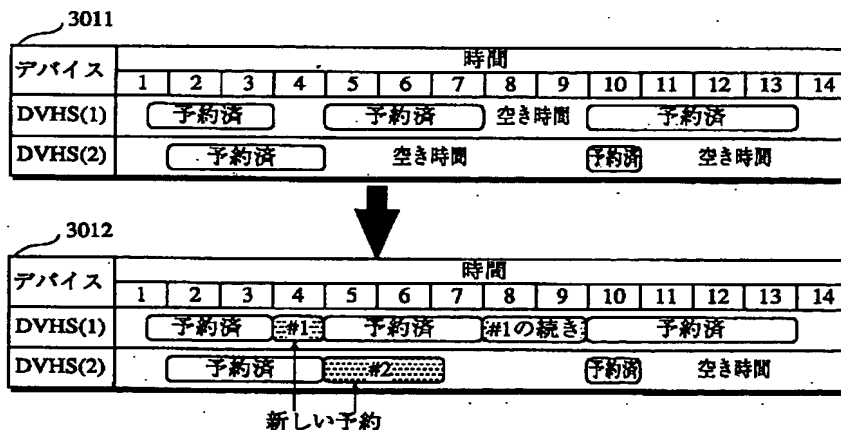 3011
デバイス 時間
1 2 3 4 5 6 7 8 9 10 11 12 13 14
DVHS(1) 予約済 予約済 空き時間 予約済
DVHS(2) 予約済 空き時間 予約済 空き時間
3012
デバイス 時間
1 2 3 4 5 6 7 8 9 10 11 12 13 14
DVHS(1) 予約済 #1 予約済 #1の続き 予約済
DVHS(2) 予約済 #2 予約済 空き時間
新しい予約